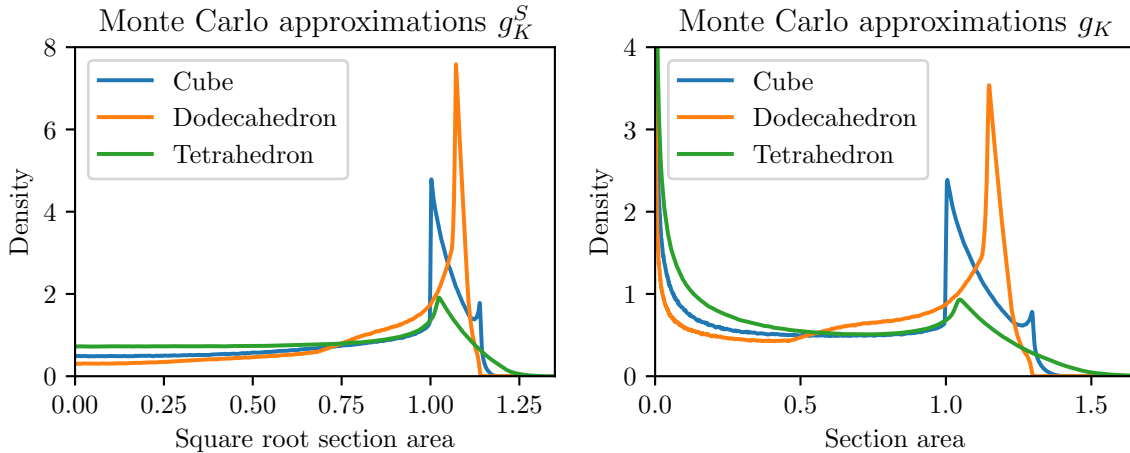 Monte Carlo approximations $g_K^S$
8
6
4
2
0
Density
Cube
Dodecahedron
Tetrahedron
0.00 0.25 0.50 0.75 1.00 1.25
Square root section area
Monte Carlo approximations $g_K$
4
3
2
1
0
Density
Cube
Dodecahedron
Tetrahedron
0.0 0.5 1.0 1.5
Section area